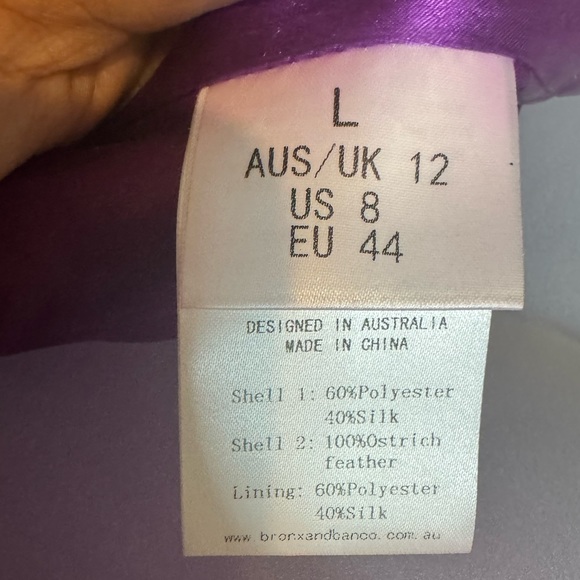 L
AUS/UK 12
US 8
EU 44
DESIGNED IN AUSTRALIA
MADE IN CHINA
Shell 1: 60%Polyester
40%Silk
Shell 2: 100%Ostrich
feather
Lining: 60%Polyester
40%Silk
www.bronxandbanco.com.au